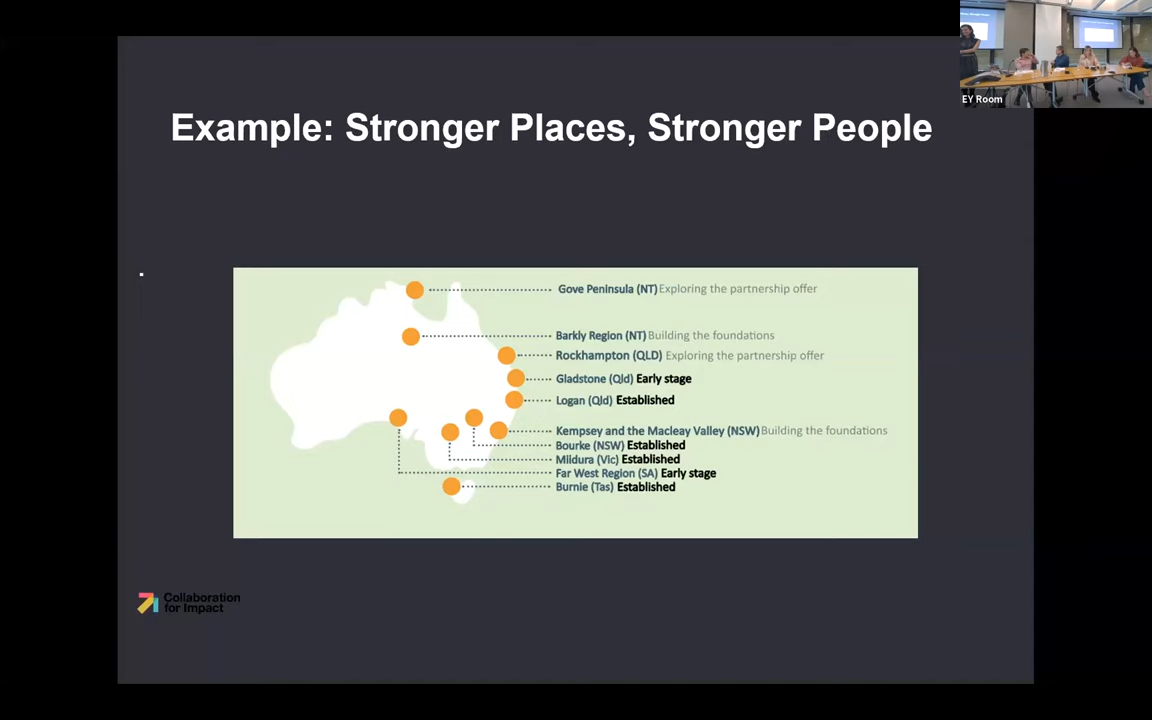 EY Room
Example: Stronger Places, Stronger People
Gove Peninsula (NT) Exploring the partnership offer
Barkly Region (NT) Building the foundations
Rockhampton (QLD) Exploring the partnership offer
Gladstone (Qld) Early stage
Logan (Qld) Established
Kempsey and the Macleay Valley (NSW) Building the foundations
Bourke (NSW) Established
Mildura (Vic) Established
Far West Region (SA) Early stage
Burnie (Tas) Established
Collaboration
for Impact